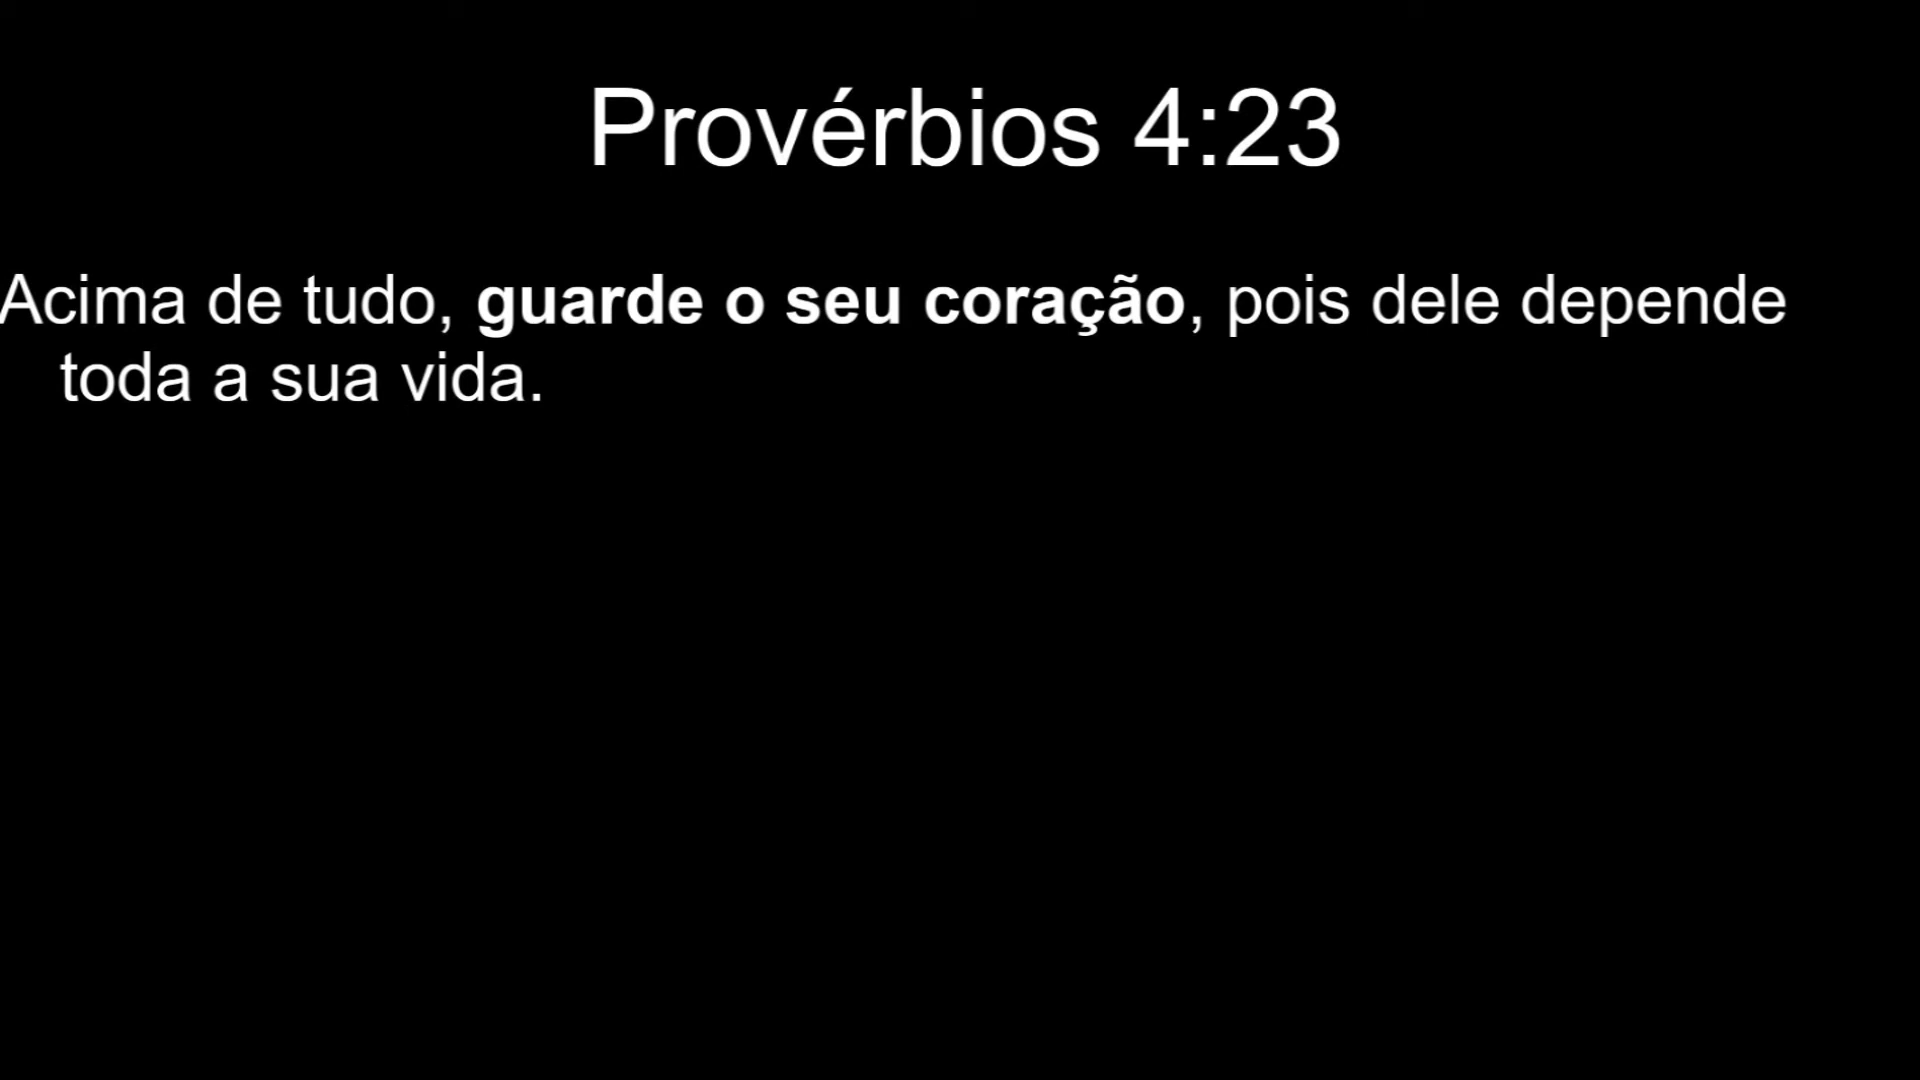 Provérbios 4:23
Acima de tudo, guarde o seu coração, pois dele depende
toda a sua vida.